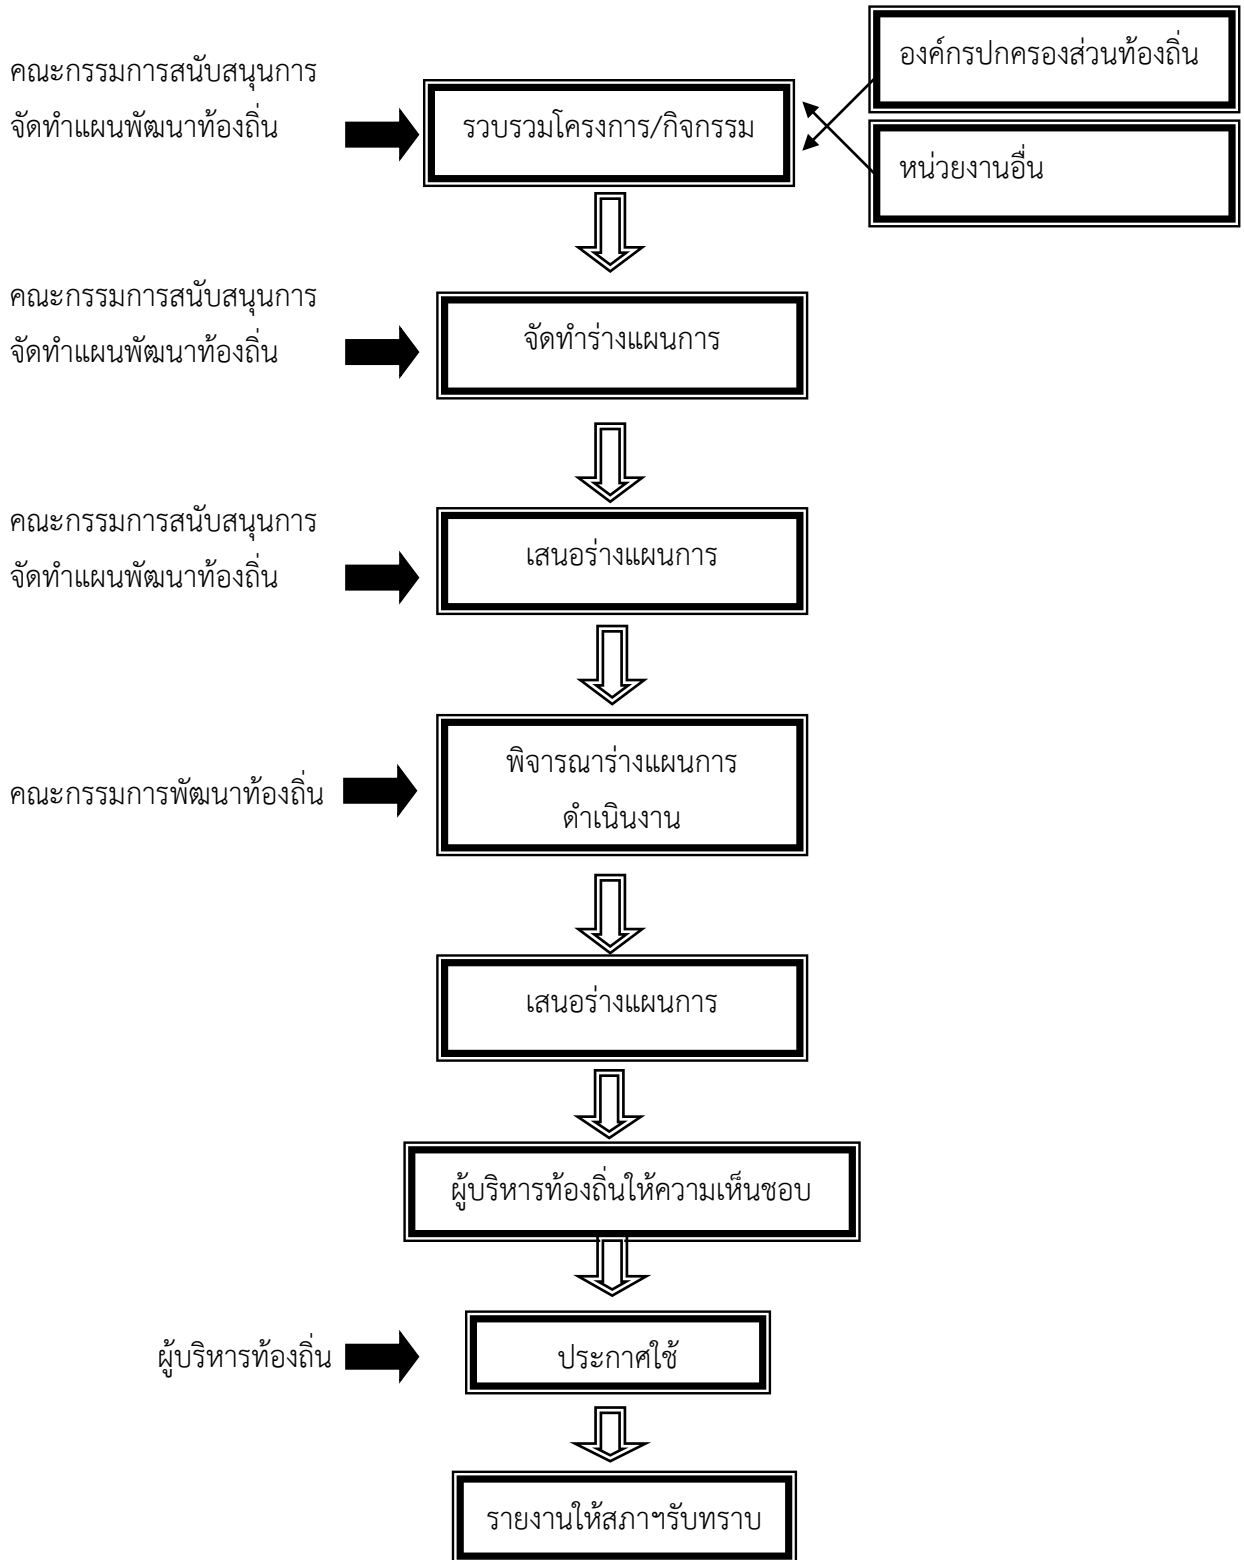 คณะกรรมการสนับสนุนการ
จัดทำแผนพัฒนาท้องถิ่น
รวบรวมโครงการ/กิจกรรม
องค์กรปกครองส่วนท้องถิ่น
หน่วยงานอื่น
คณะกรรมการสนับสนุนการ
จัดทำแผนพัฒนาท้องถิ่น
จัดทำร่างแผนการ
คณะกรรมการสนับสนุนการ
จัดทำแผนพัฒนาท้องถิ่น
เสนอร่างแผนการ
คณะกรรมการพัฒนาท้องถิ่น
พิจารณาร่างแผนการ
ดำเนินงาน
เสนอร่างแผนการ
ผู้บริหารท้องถิ่นให้ความเห็นชอบ
ผู้บริหารท้องถิ่น
ประกาศใช้
รายงานให้สภาฯรับทราบ